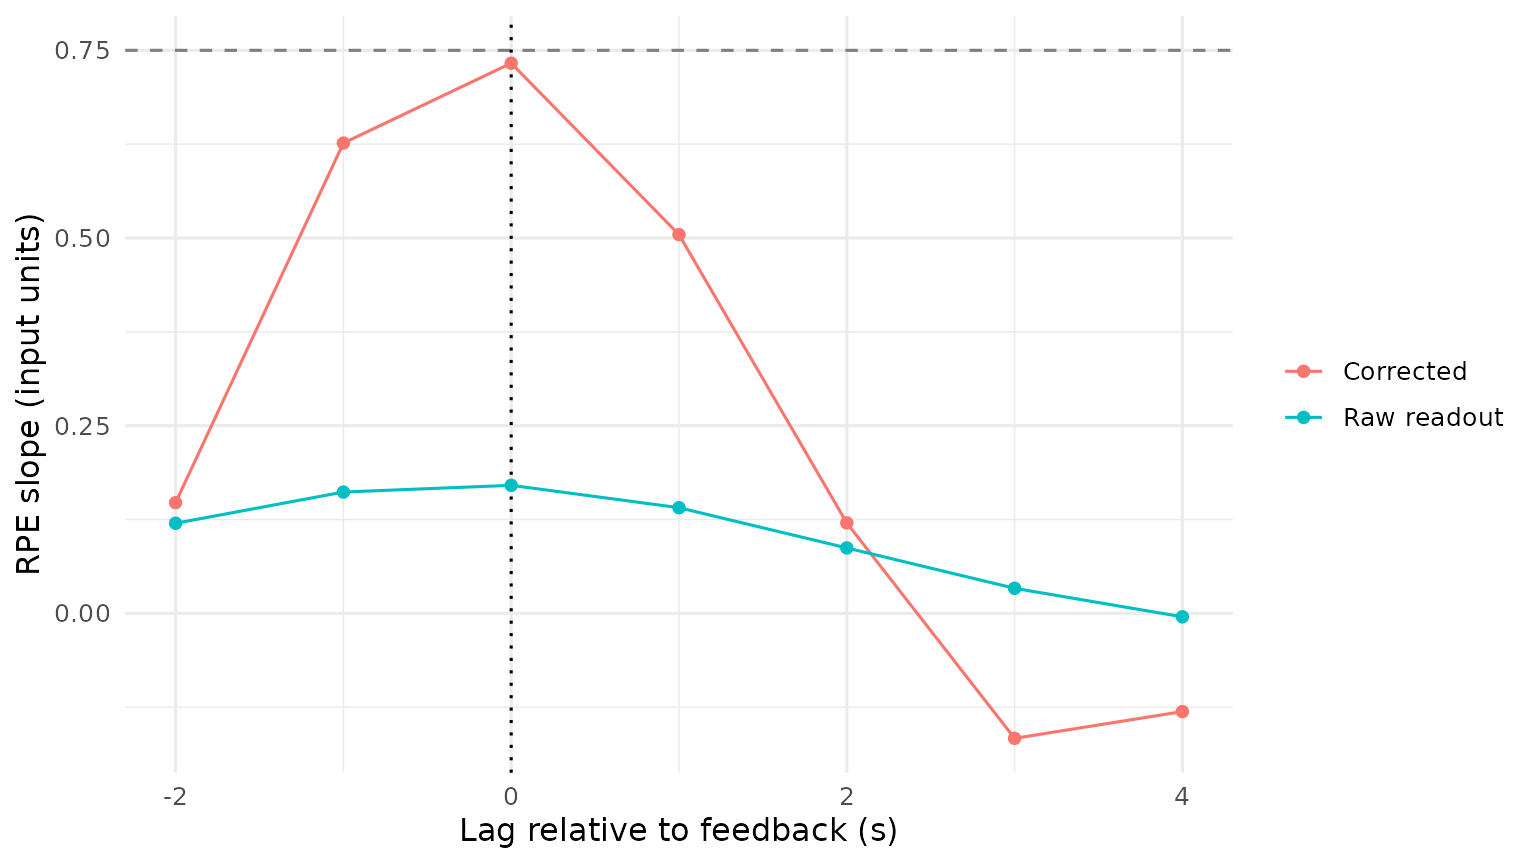 0.75
0.50
0.25
0.00
RPE slope (input units)
-2
0
2
4
Lag relative to feedback (s)
Corrected
Raw readout